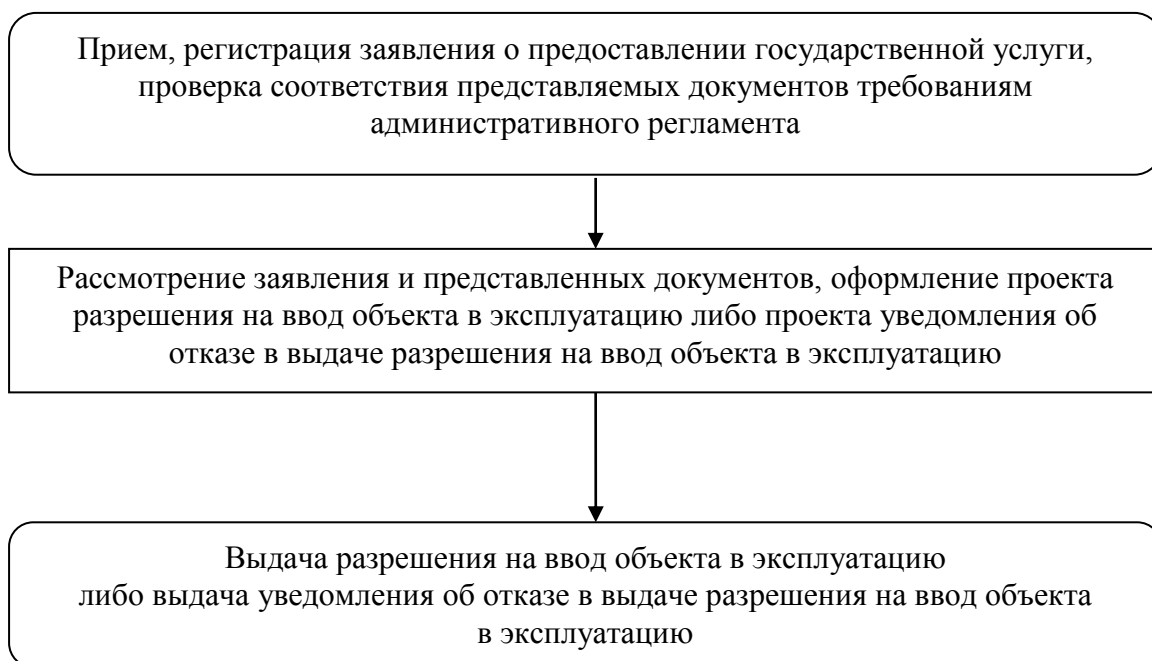 Прием, регистрация заявления о предоставлении государственной услуги,
проверка соответствия представляемых документов требованиям
административного регламента
Рассмотрение заявления и представленных документов, оформление проекта
разрешения на ввод объекта в эксплуатацию либо проекта уведомления об
отказе в выдаче разрешения на ввод объекта в эксплуатацию
Выдача разрешения на ввод объекта в эксплуатацию
либо выдача уведомления об отказе в выдаче разрешения на ввод объекта
в эксплуатацию